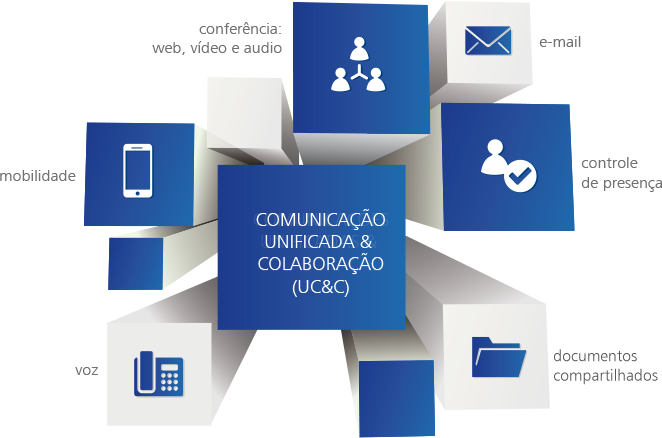 conferência:
web, vídeo e audio
e-mail
mobilidade
controle
de presença
COMUNICAÇÃO
UNIFICADA &
COLABORAÇÃO
(UC&C)
voz
documentos
compartilhados